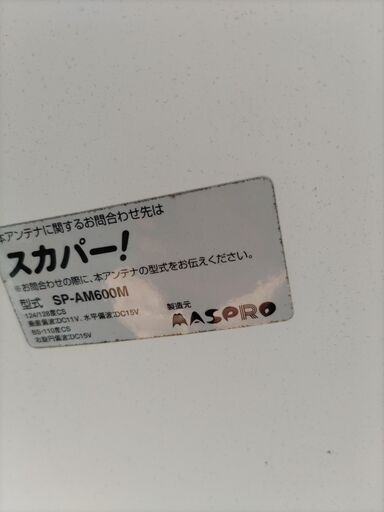 本アンテナに関するお問合わせ先は
スカパー!
※お問合わせの際に、本アンテナの型式をお伝えください。
型式 SP-AM600M
124/128度CS
垂直偏波:DC11V、水平偏波:DC15V
BS・110度CS
右旋円偏波:DC15V
製造元
MASPRO